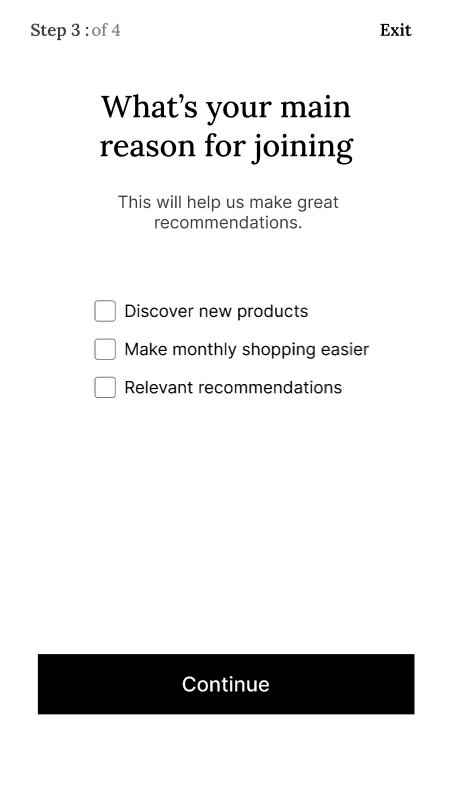 Step 3 : of 4
Exit
What’s your main
reason for joining
This will help us make great
recommendations.
Discover new products
Make monthly shopping easier
Relevant recommendations
Continue